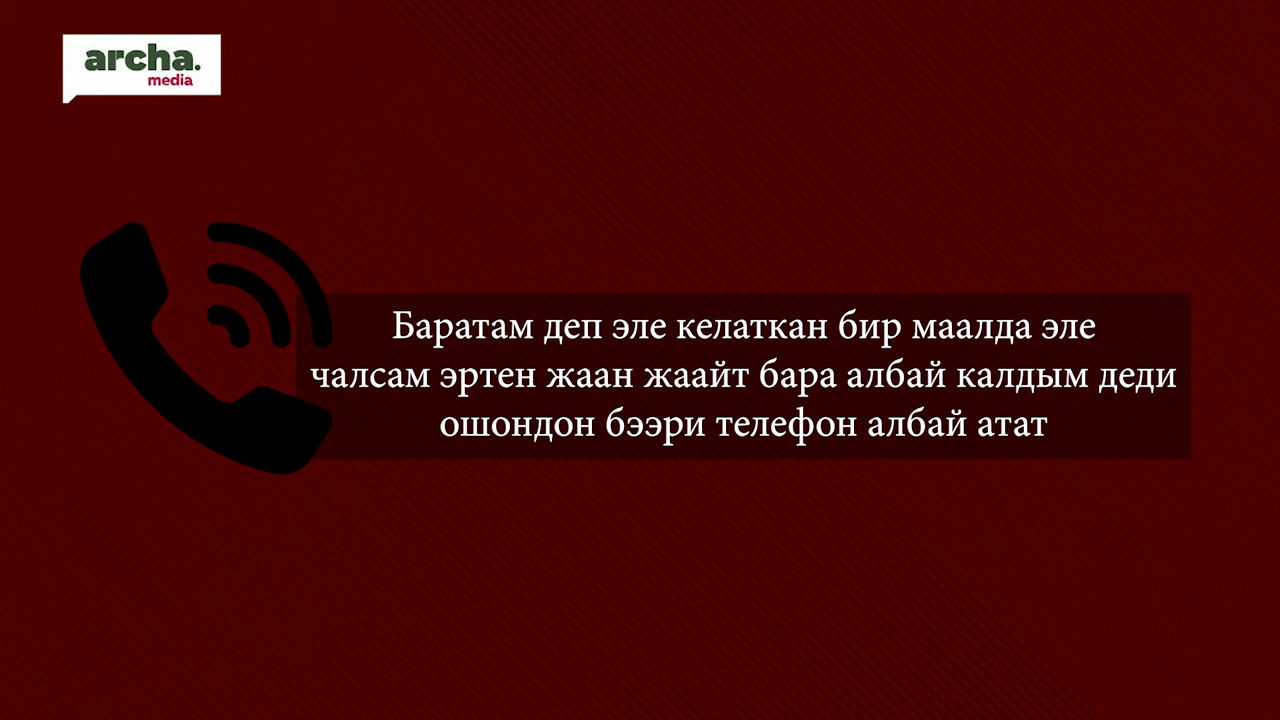 archa.
media
Баратам деп эле келаткан бир маалда эле
чалсам эртен жаан жаайт бара албай калдым деди
ошондон бээри телефон албай атат